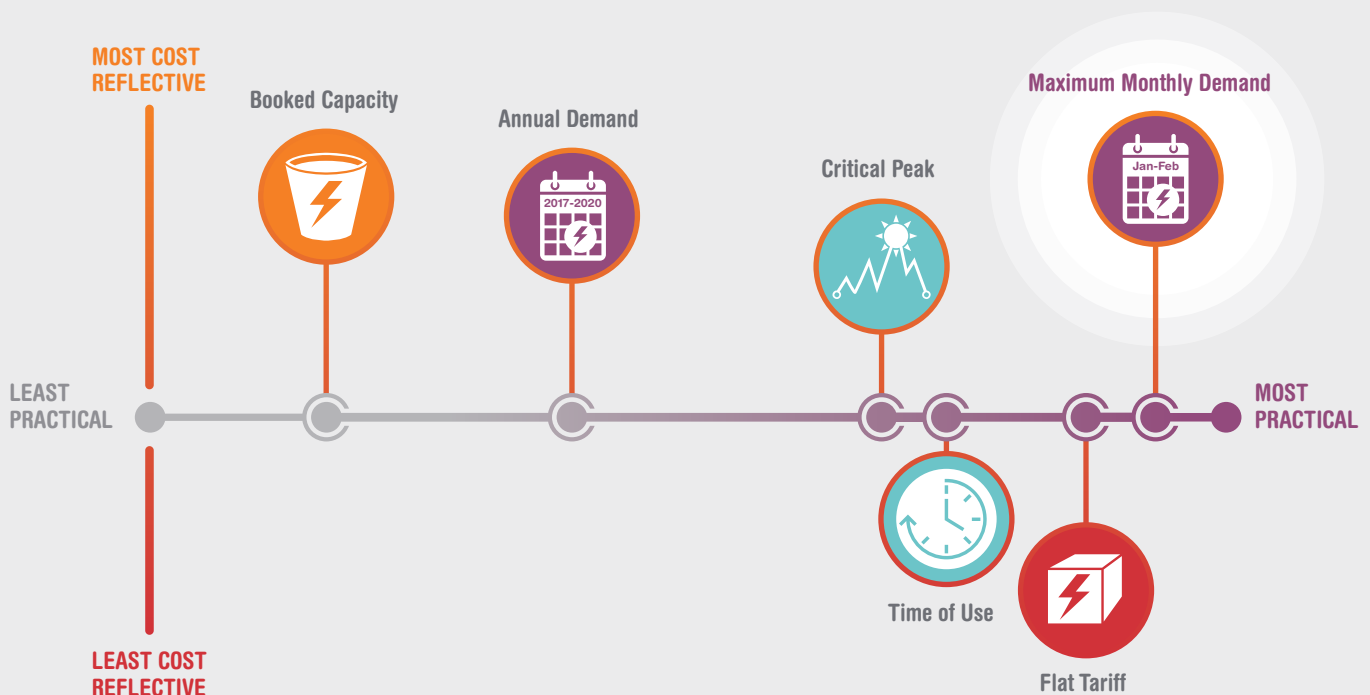 MOST COST
REFLECTIVE
Booked Capacity
Annual Demand
2017-2020
Critical Peak
Maximum Monthly Demand
Jan-Feb
LEAST
PRACTICAL
MOST
PRACTICAL
Time of Use
Flat Tariff
LEAST COST
REFLECTIVE